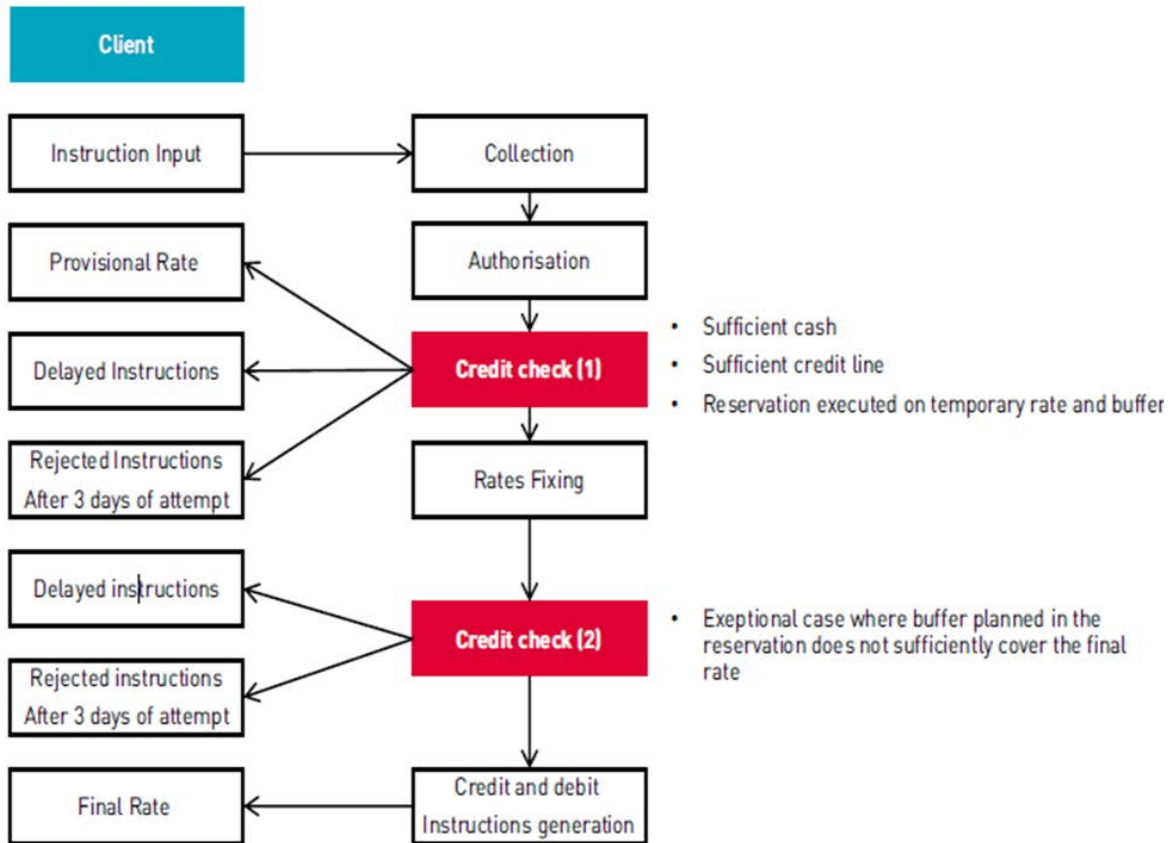 Client
Instruction Input
Collection
Provisional Rate
Authorisation
Delayed Instructions
Credit check (1)
• Sufficient cash
• Sufficient credit line
• Reservation executed on temporary rate and buffer
Rejected Instructions
After 3 days of attempt
Rates Fixing
Delayed instructions
Credit check (2)
• Exeptional case where buffer planned in the
reservation does not sufficiently cover the final
rate
Rejected instructions
After 3 days of attempt
Final Rate
Credit and debit
Instructions generation